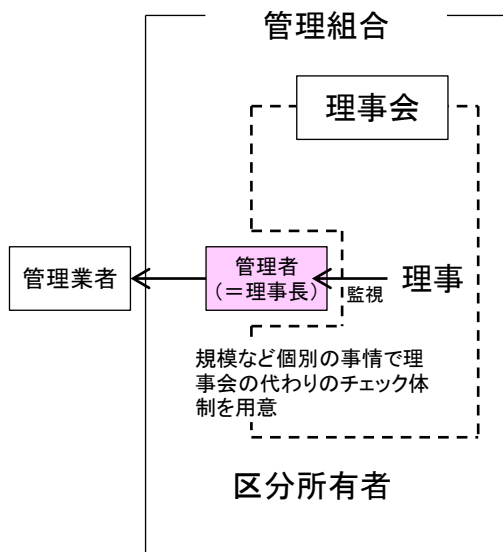 管理組合
理事会
管理業者
管理者
(=理事長)
監視
理事
規模など個別の事情で理
事会の代わりのチェック体
制を用意
区分所有者